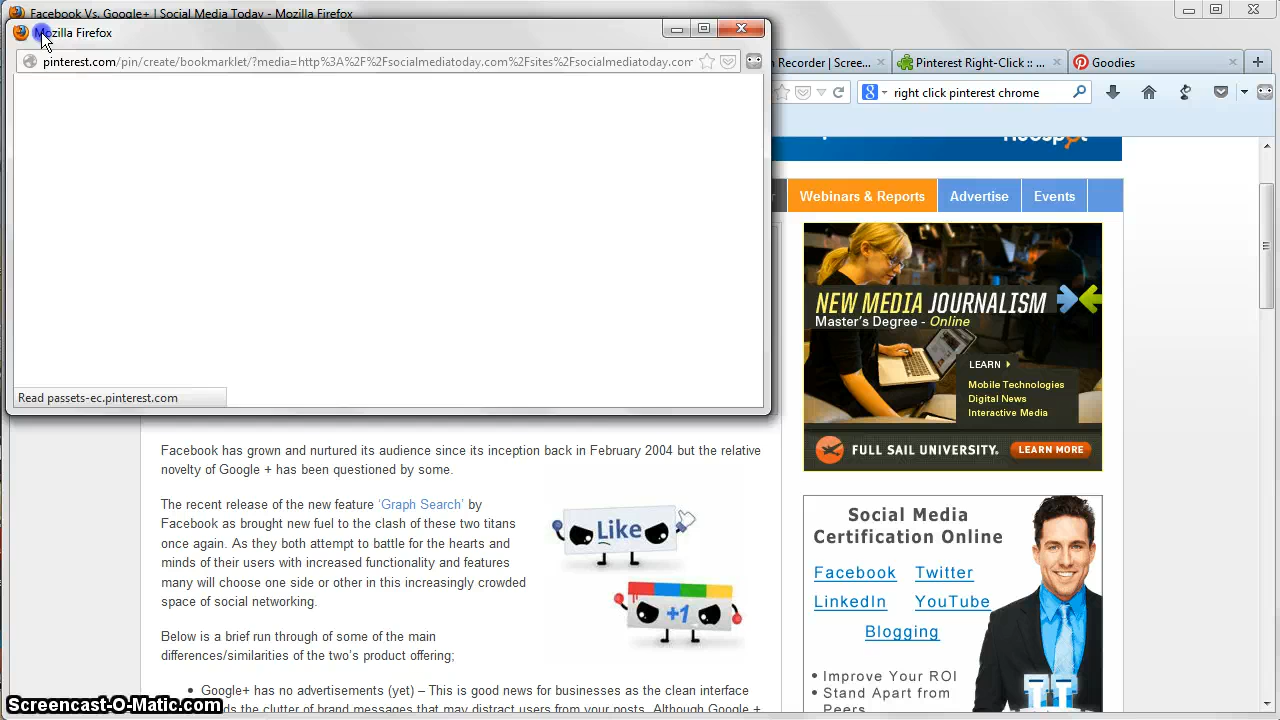 Facebook Vs. Google+ | Social Media Today - Mozilla Firefox
Mozilla Firefox
pinterest.com/pin/create/bookmarklet/?media=http%3A%2F%2Fsocialmediatoday.com%2Fsites%2Fsocialmediatoday.com
n Recorder | Scree...
Pinterest Right-Click :: ...
Goodies
right click pinterest chrome
Webinars & Reports
Advertise
Events
NEW MEDIA JOURNALISM
Master's Degree - Online
LEARN
Mobile Technologies
Digital News
Interactive Media
FULL SAIL UNIVERSITY.
LEARN MORE
Read passets-ec.pinterest.com
Facebook has grown and nurtured its audience since its inception back in February 2004 but the relative
novelty of Google + has been questioned by some.
The recent release of the new feature 'Graph Search' by
Facebook as brought new fuel to the clash of these two titans
once again. As they both attempt to battle for the hearts and
minds of their users with increased functionality and features
many will choose one side or other in this increasingly crowded
space of social networking.
Like
+1
Below is a brief run through of some of the main
differences/similarities of the two's product offering;
• Google+ has no advertisements (yet) – This is good news for businesses as the clean interface
the clutter of brand messages that may distract users from your posts. Although Google +
Social Media
Certification Online
Facebook Twitter
LinkedIn YouTube
Blogging
• Improve Your ROI
• Stand Apart from
Peers
Screencast-O-Matic.com